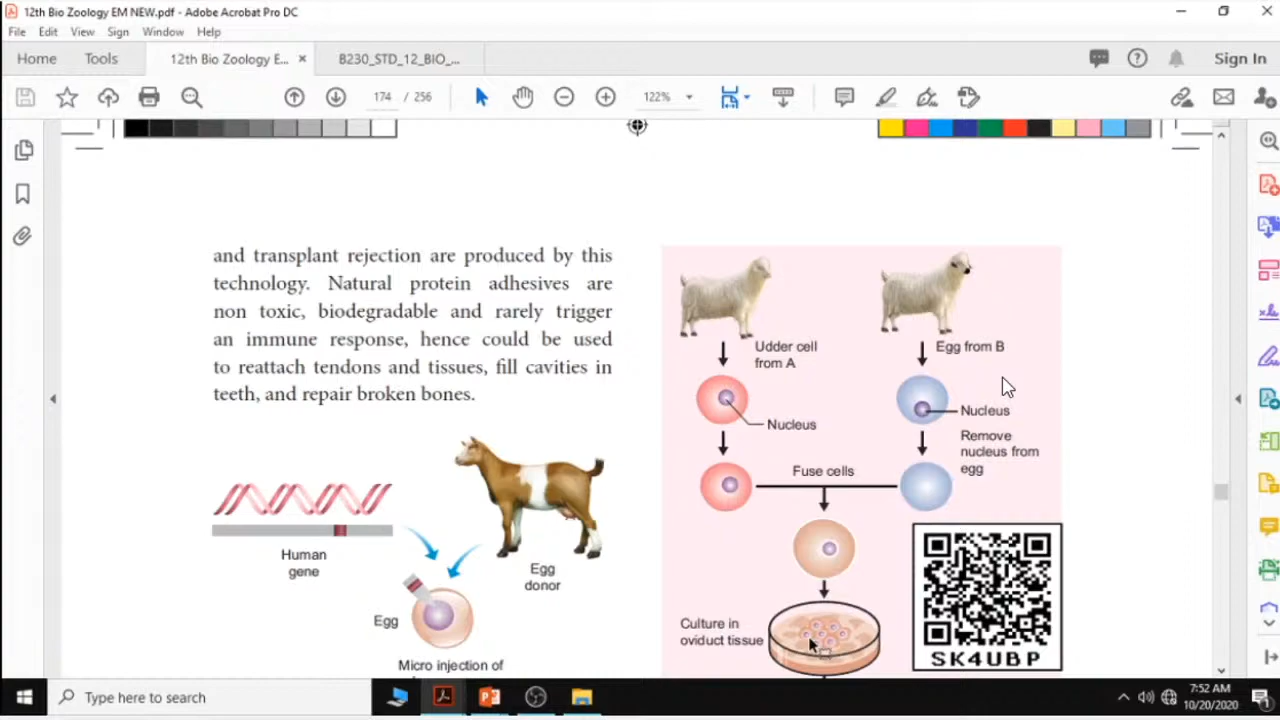 12th Bio Zoology EM NEW.pdf - Adobe Acrobat Pro DC
File Edit View Sign Window Help
Home Tools 12th Bio Zoology E... × B230_STD_12_BIO_... Sign In
174 / 256 122%
and transplant rejection are produced by this
technology. Natural protein adhesives are
non toxic, biodegradable and rarely trigger
an immune response, hence could be used
to reattach tendons and tissues, fill cavities in
teeth, and repair broken bones.
Human
gene
Egg
donor
Egg
Micro injection of
Udder cell
from A
Egg from B
Nucleus
Nucleus
Remove
nucleus from
egg
Fuse cells
Culture in
oviduct tissue
SK4UBP
Type here to search
7:52 AM
10/20/2020